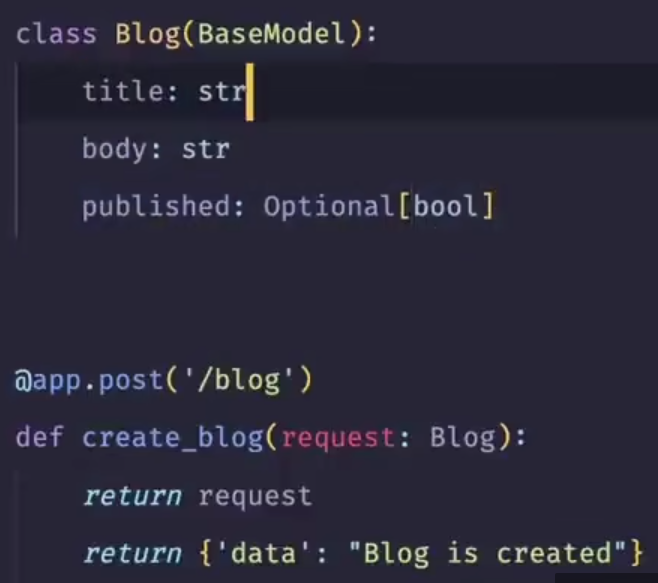 class Blog(BaseModel):
    title: str
    body: str
    published: Optional[bool]
@app.post('/blog')
def create_blog(request: Blog):
    return request
    return {'data': "Blog is created"}